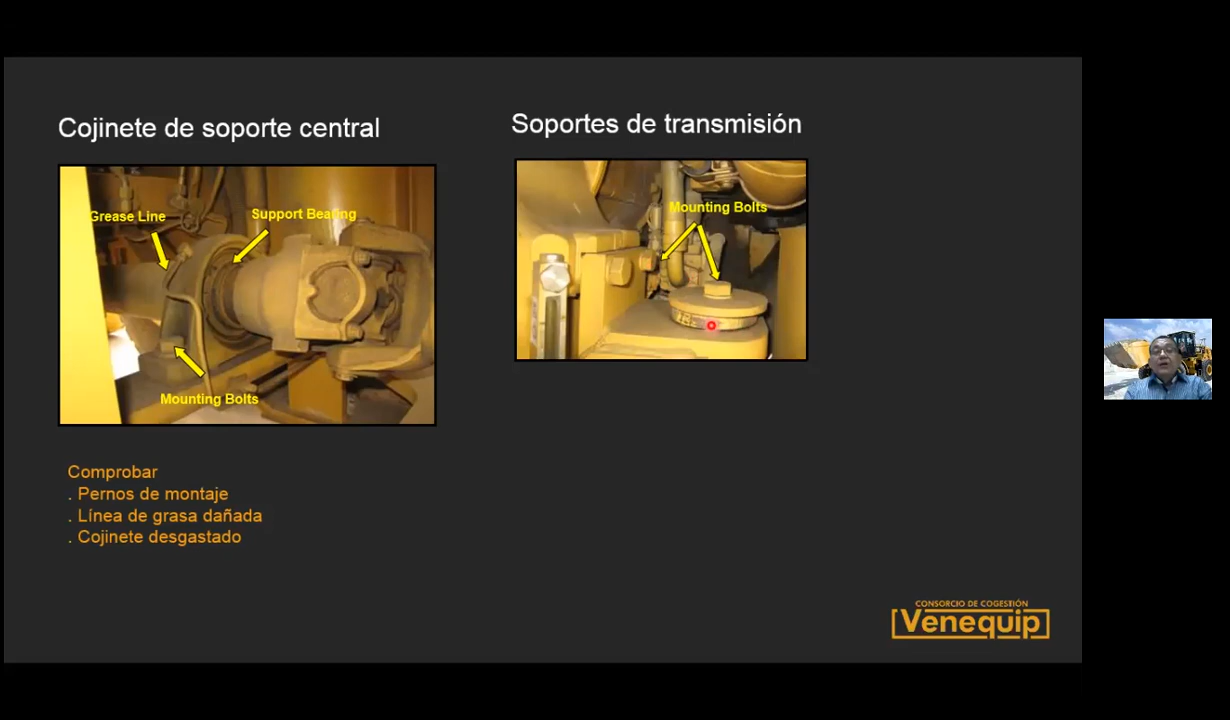 Cojinete de soporte central
Grease Line
Support Bearing
Mounting Bolts
Comprobar
. Pernos de montaje
. Línea de grasa dañada
. Cojinete desgastado
Soportes de transmisión
Mounting Bolts
CONSORCIO DE COGESTIÓN
Venequip